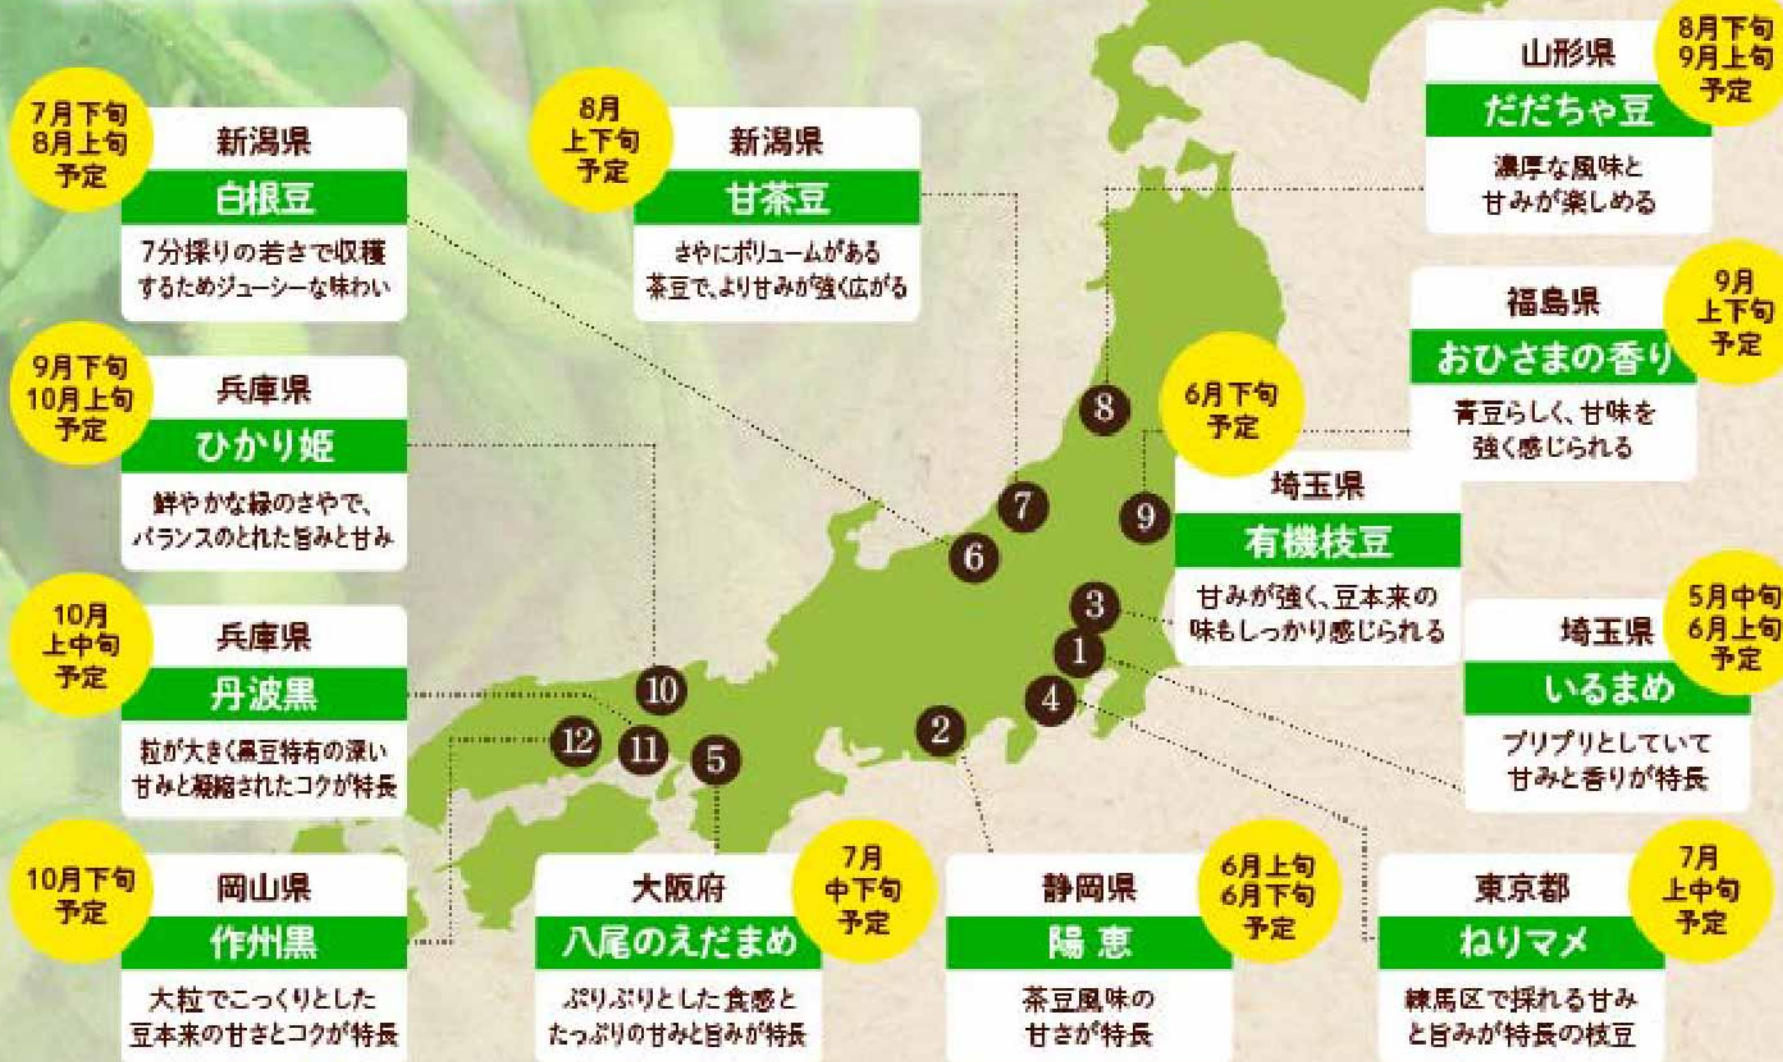 7月下旬
8月上旬
予定
新潟県
白根豆
7分採りの若さで収穫
するためジューシーな味わい
8月
上下旬
予定
新潟県
甘茶豆
さやにボリュームがある
茶豆で、より甘みが強く広がる
8月下旬
9月上旬
予定
山形県
だだちゃ豆
濃厚な風味と
甘みが楽しめる
9月
上下旬
予定
福島県
おひさまの香り
青豆らしく、甘味を
強く感じられる
9月下旬
10月上旬
予定
兵庫県
ひかり姫
鮮やかな緑のさやで、
バランスのとれた旨みと甘み
6月下旬
予定
埼玉県
有機枝豆
甘みが強く、豆本来の
味もしっかり感じられる
5月中旬
6月上旬
予定
埼玉県
いるまめ
プリプリとしていて
甘みと香りが特長
10月
上中旬
予定
兵庫県
丹波黒
粒が大きく黒豆特有の深い
甘みと凝縮されたコクが特長
8
7
9
6
3
1
10
4
2
12
11
5
10月下旬
予定
岡山県
作州黒
大粒でこっくりとした
豆本来の甘さとコクが特長
7月
中下旬
予定
大阪府
八尾のえだまめ
ぷりぷりとした食感と
たっぷりの甘みと旨みが特長
6月上旬
6月下旬
予定
静岡県
陽恵
茶豆風味の
甘さが特長
7月
上中旬
予定
東京都
ねりマメ
練馬区で採れる甘み
と旨みが特長の枝豆